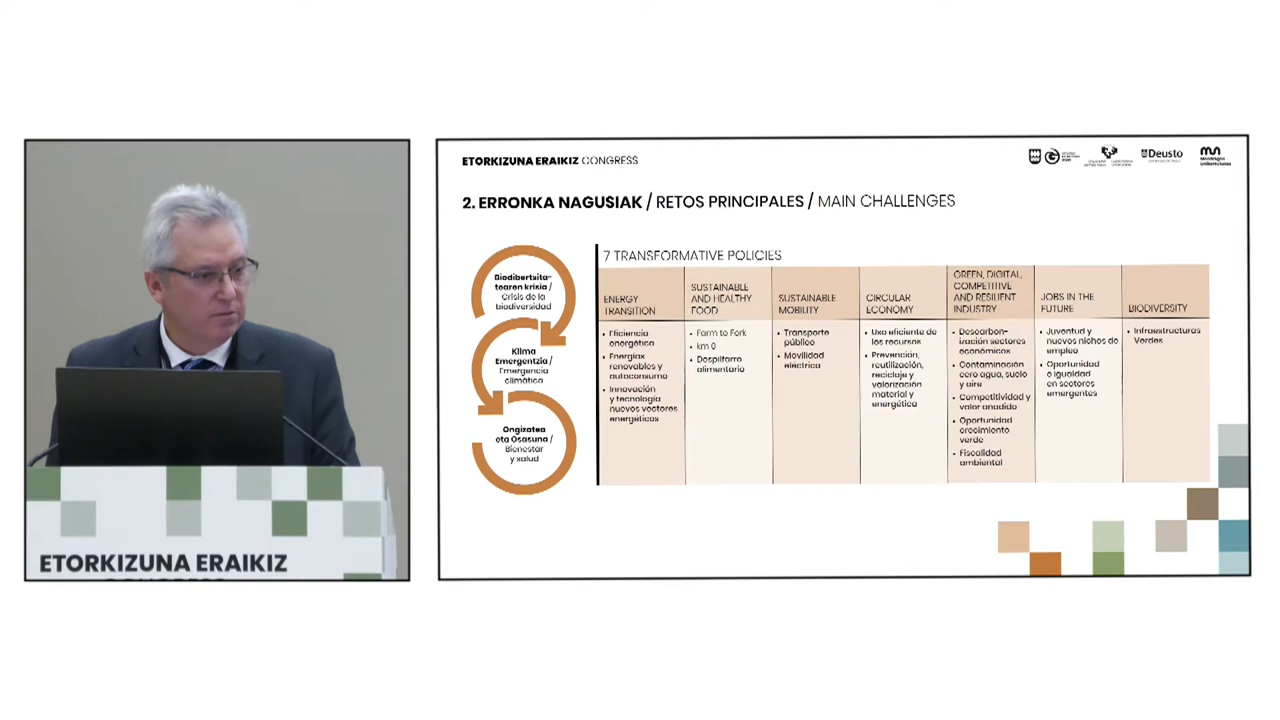 ETORKIZUNA ERAIKIZ
ETORKIZUNA ERAIKIZ CONGRESS
Deusto
2. ERRONKA NAGUSIAK / RETOS PRINCIPALES / MAIN CHALLENGES
Biodibertsita-
tearen krisia /
Crisis de la
biodiversidad
Klima
Emergentzia /
Emergencia
climática
Ongizatea
eta Osasuna /
Bienestar
y salud
7 TRANSFORMATIVE POLICIES
ENERGY
TRANSITION
• Eficiencia
energética
• Energías
renovables y
autoconsumo
• Innovación
y tecnología
nuevos vectores
energéticos
SUSTAINABLE
AND HEALTHY
FOOD
• Farm to Fork
• km 0
• Despilfarro
alimentario
SUSTAINABLE
MOBILITY
• Transporte
público
• Movilidad
eléctrica
CIRCULAR
ECONOMY
• Uso eficiente de
los recursos
• Prevención,
reutilización,
reciclaje y
valorización
material y
energética
GREEN, DIGITAL,
COMPETITIVE
AND RESILIENT
INDUSTRY
• Descarbon-
ización sectores
económicos
• Contaminación
cero agua, suelo
y aire
• Competitividad y
valor anadido
• Oportunidad
crecimiento
verde
• Fiscalidad
ambiental
JOBS IN THE
FUTURE
• Juventud y
nuevos nichos de
empleo
• Oportunidad
e igualdad
en sectores
emergentes
BIODIVERSITY
• Infraestructuras
Verdes